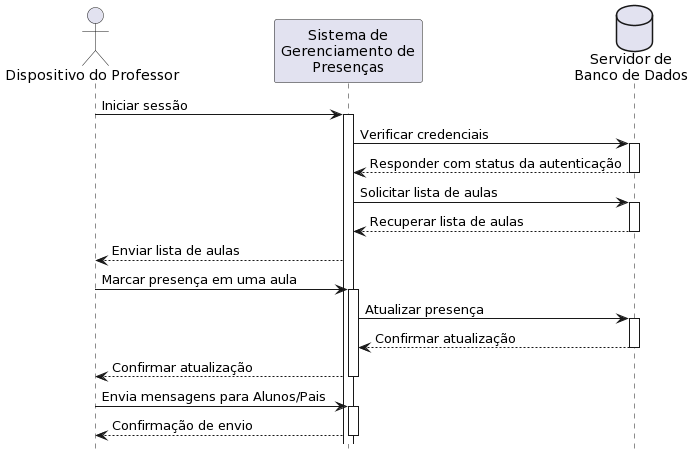 Dispositivo do Professor
Sistema de
Gerenciamento de
Presenças
Servidor de
Banco de Dados
Iniciar sessão
Verificar credenciais
Responder com status da autenticação
Solicitar lista de aulas
Recuperar lista de aulas
Enviar lista de aulas
Marcar presença em uma aula
Atualizar presença
Confirmar atualização
Confirmar atualização
Envia mensagens para Alunos/Pais
Confirmação de envio